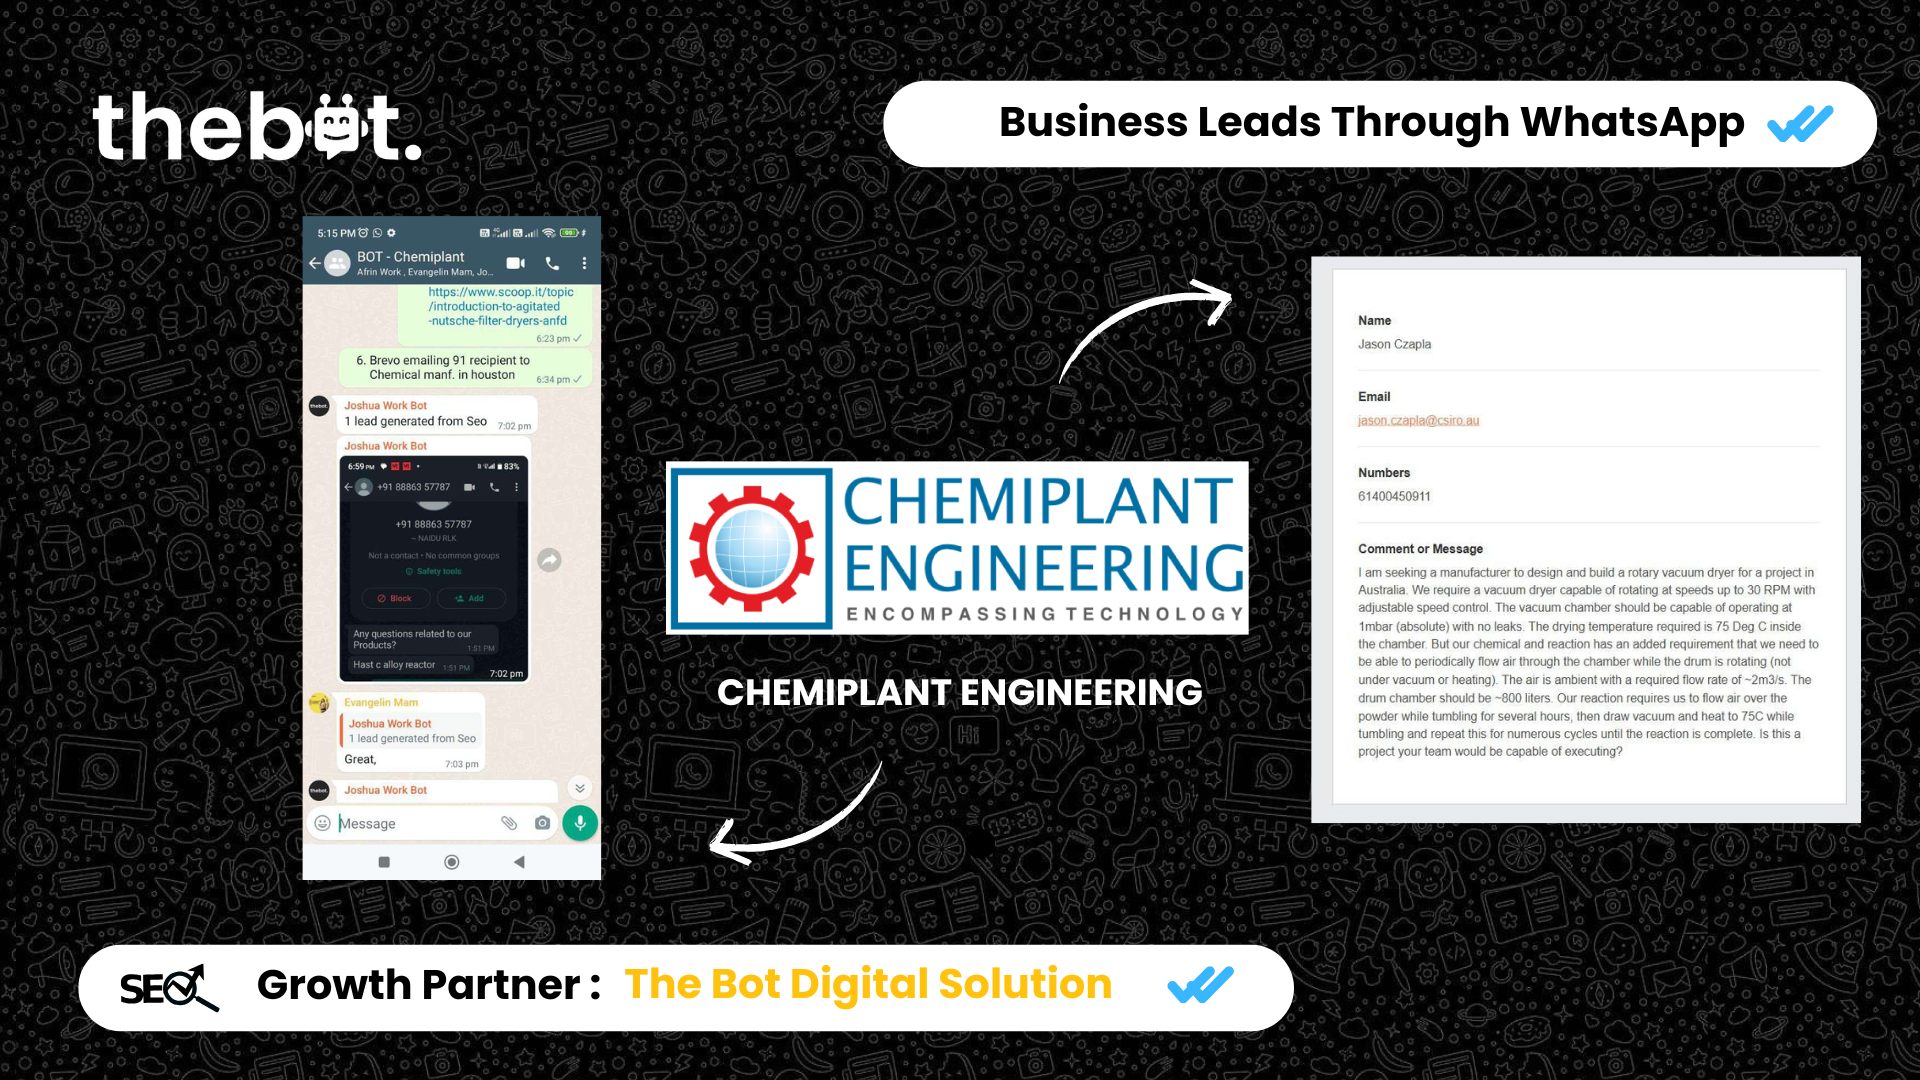 thebot.
Business Leads Through WhatsApp
5:15 PM
BOT - Chemiplant
Afrin Work , Evangelin Mam, Jo...
https://www.scoop.it/topic
/introduction-to-agitated
-nutsche-filter-dryers-anfd
6:23 pm
6. Brevo emailing 91 recipient to
Chemical manf. in houston
6:34 pm
Joshua Work Bot
1 lead generated from Seo
7:02 pm
Joshua Work Bot
6:59 PM
83%
+91 88863 57787
+91 88863 57787
~ NAIDU RLK
Not a contact • No common groups
Safety tools
Block
Add
Any questions related to our
Products?
1:51 PM
Hast c alloy reactor
1:51 PM
7:02 pm
Evangelin Mam
Joshua Work Bot
1 lead generated from Seo
Great,
7:03 pm
Joshua Work Bot
Message
CHEMIPLANT
ENGINEERING
ENCOMPASSING TECHNOLOGY
CHEMIPLANT ENGINEERING
Name
Jason Czapla
Email
jason.czapla@csiro.au
Numbers
61400450911
Comment or Message
I am seeking a manufacturer to design and build a rotary vacuum dryer for a project in
Australia. We require a vacuum dryer capable of rotating at speeds up to 30 RPM with
adjustable speed control. The vacuum chamber should be capable of operating at
1mbar (absolute) with no leaks. The drying temperature required is 75 Deg C inside
the chamber. But our chemical and reaction has an added requirement that we need to
be able to periodically flow air through the chamber while the drum is rotating (not
under vacuum or heating). The air is ambient with a required flow rate of ~2m3/s. The
drum chamber should be ~800 liters. Our reaction requires us to flow air over the
powder while tumbling for several hours, then draw vacuum and heat to 75C while
tumbling and repeat this for numerous cycles until the reaction is complete. Is this a
project your team would be capable of executing?
SEO
Growth Partner : The Bot Digital Solution